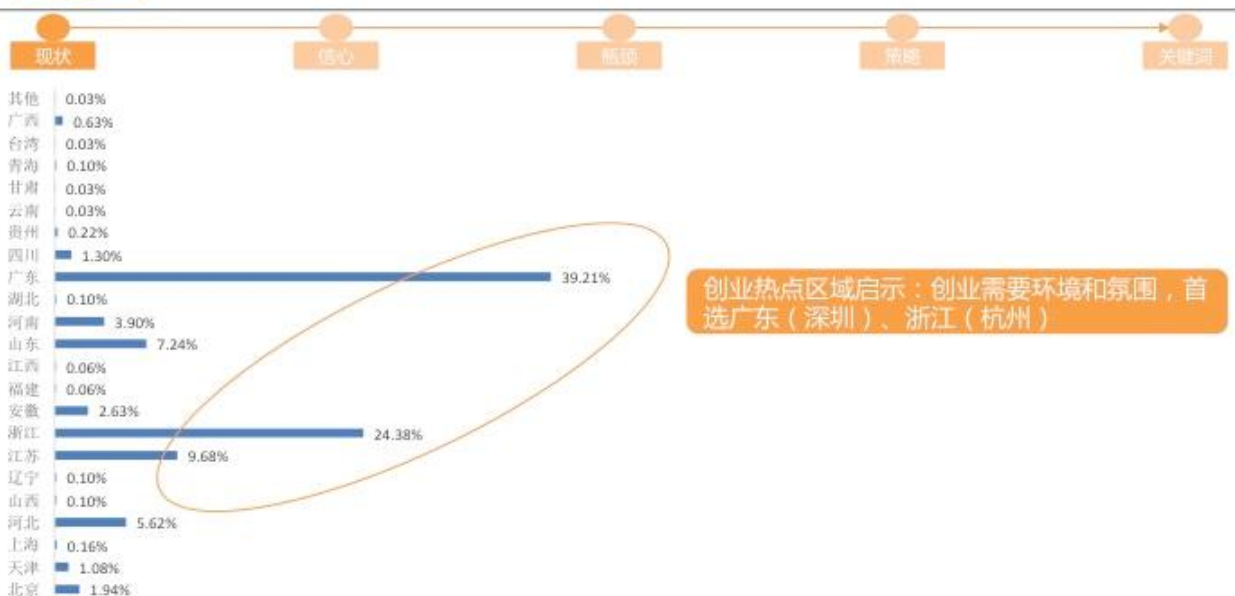 现状
信心
瓶颈
策略
关键词
其他 0.03%
广西 0.63%
台湾 0.03%
青海 0.10%
甘肃 0.03%
云南 0.03%
贵州 0.22%
四川 1.30%
广东 39.21%
湖北 0.10%
河南 3.90%
山东 7.24%
江西 0.06%
福建 0.06%
安徽 2.63%
浙江 24.38%
江苏 9.68%
辽宁 0.10%
山西 0.10%
河北 5.62%
上海 0.16%
天津 1.08%
北京 1.94%
创业热点区域启示：创业需要环境和氛围，首
选广东（深圳）、浙江（杭州）